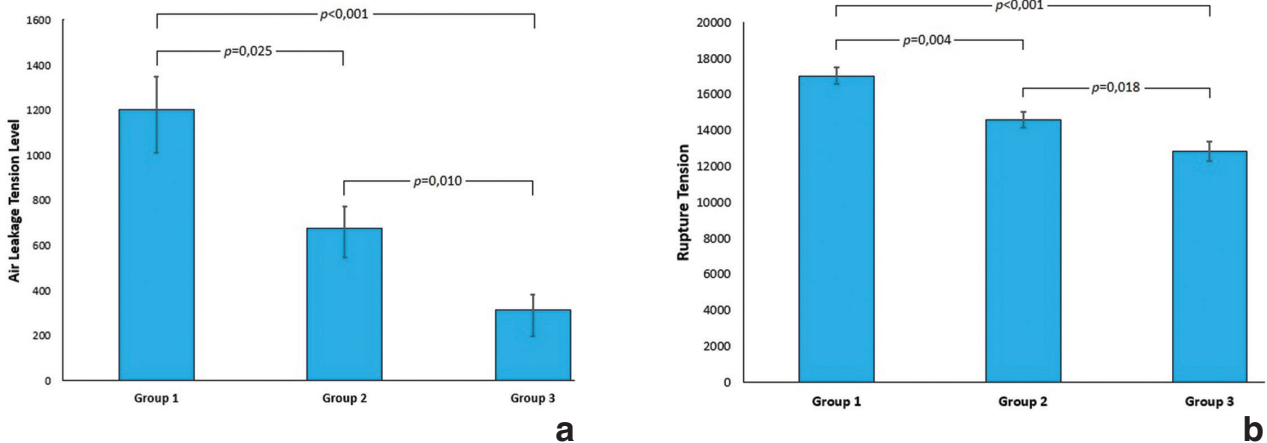 p<0,001
p=0,025
p=0,010
1600
1400
1200
1000
800
600
400
200
0
Air Leakage Tension Level
Group 1 Group 2 Group 3
a
p<0,001
p=0,004
p=0,018
20000
18000
16000
14000
12000
10000
8000
6000
4000
2000
0
Rupture Tension
Group 1 Group 2 Group 3
b